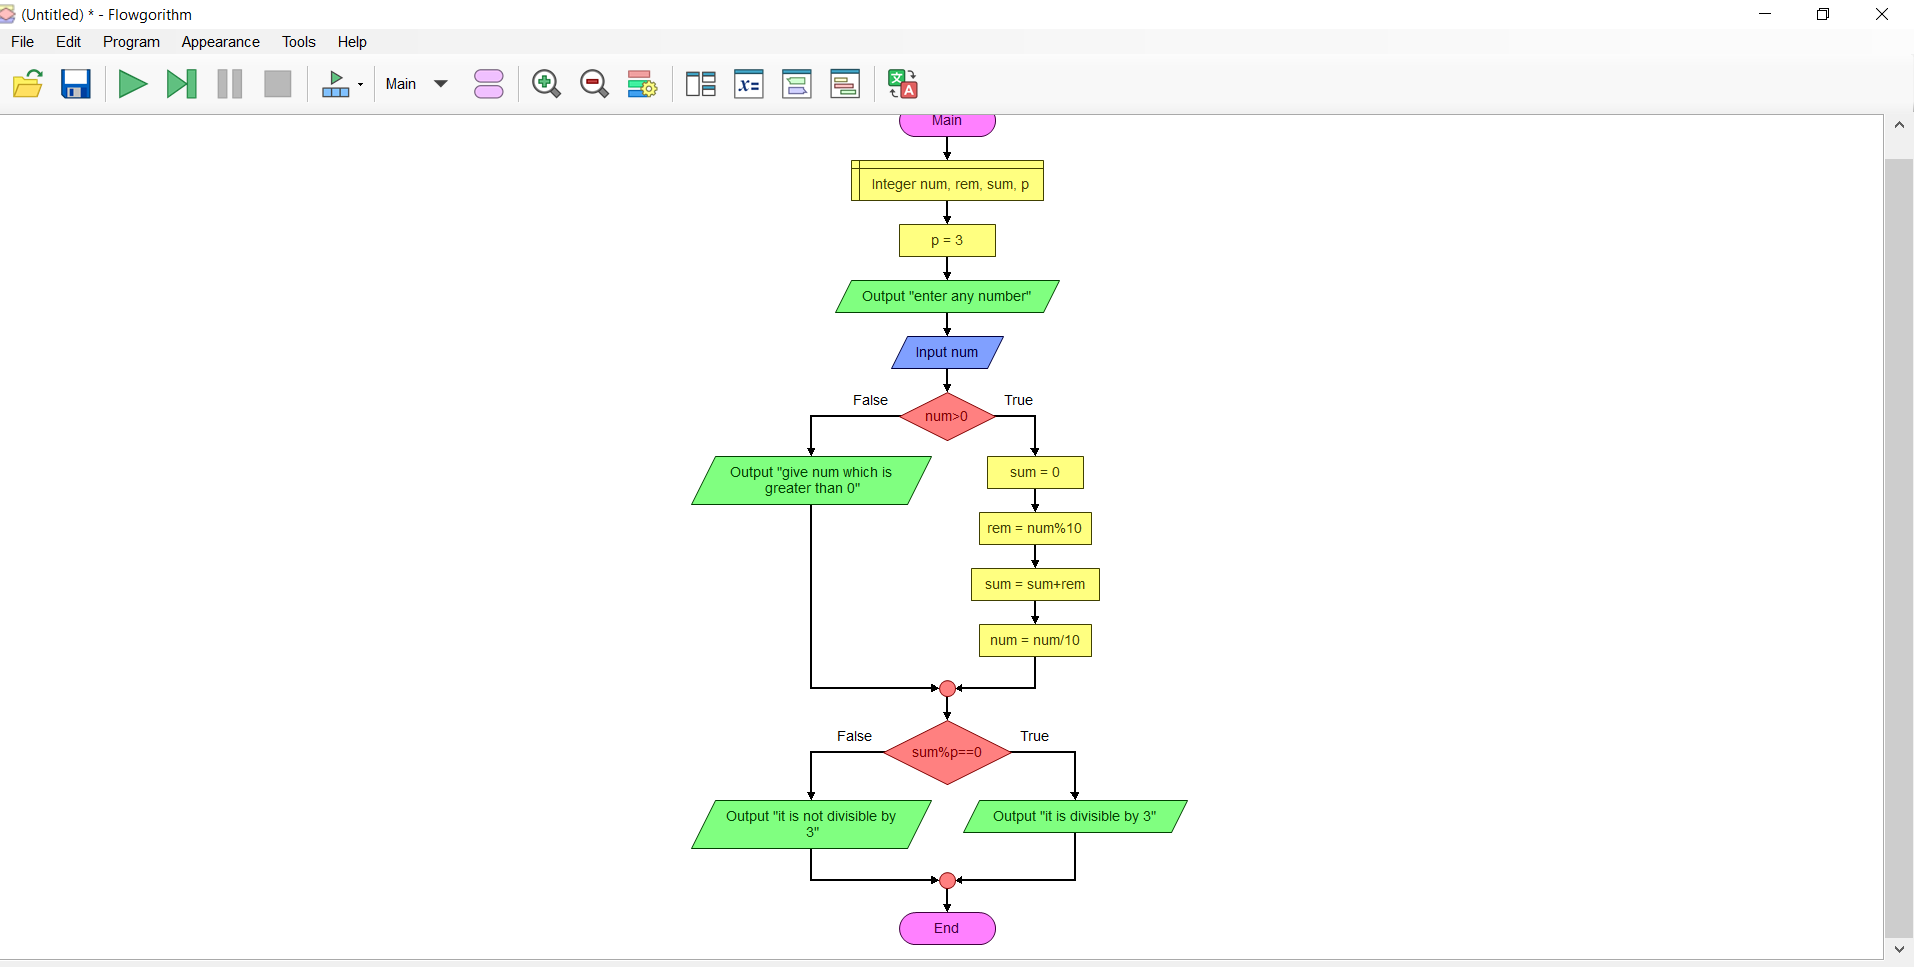 (Untitled) * - Flowgorithm
File Edit Program Appearance Tools Help
Main
x=
文
A
Main
Integer num, rem, sum, p
p = 3
Output "enter any number"
Input num
False
True
num>0
Output "give num which is
greater than 0"
sum = 0
rem = num%10
sum = sum+rem
num = num/10
False
True
sum%p==0
Output "it is not divisible by
3"
Output "it is divisible by 3"
End